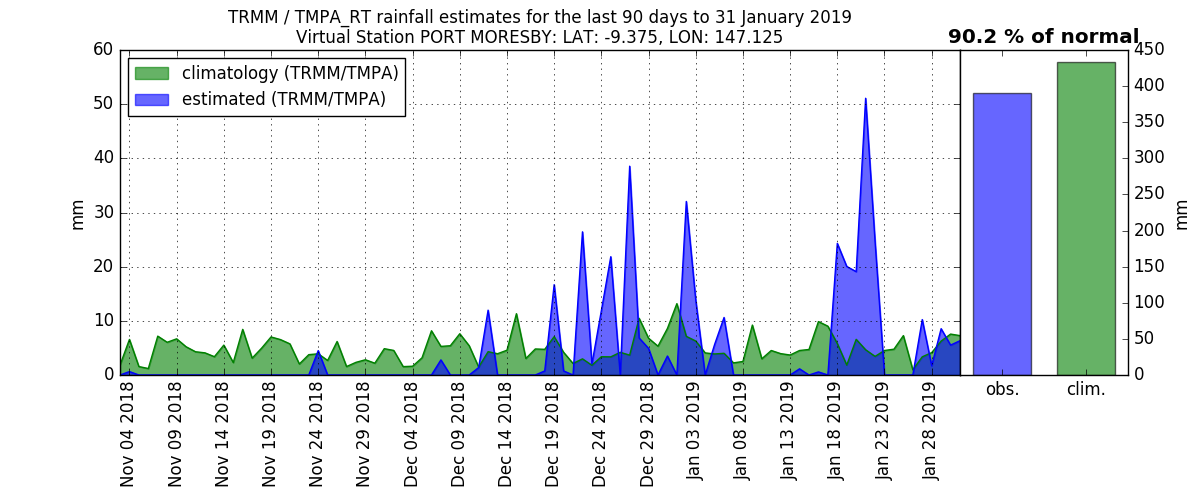 TRMM / TMPA_RT rainfall estimates for the last 90 days to 31 January 2019
Virtual Station PORT MORESBY: LAT: -9.375, LON: 147.125
90.2 % of normal
climatology (TRMM/TMPA)
estimated (TRMM/TMPA)
60
50
40
30
20
10
0
mm
450
400
350
300
250
200
150
100
50
0
mm
obs.
clim.
Nov 04 2018
Nov 09 2018
Nov 14 2018
Nov 19 2018
Nov 24 2018
Nov 29 2018
Dec 04 2018
Dec 09 2018
Dec 14 2018
Dec 19 2018
Dec 24 2018
Dec 29 2018
Jan 03 2019
Jan 08 2019
Jan 13 2019
Jan 18 2019
Jan 23 2019
Jan 28 2019